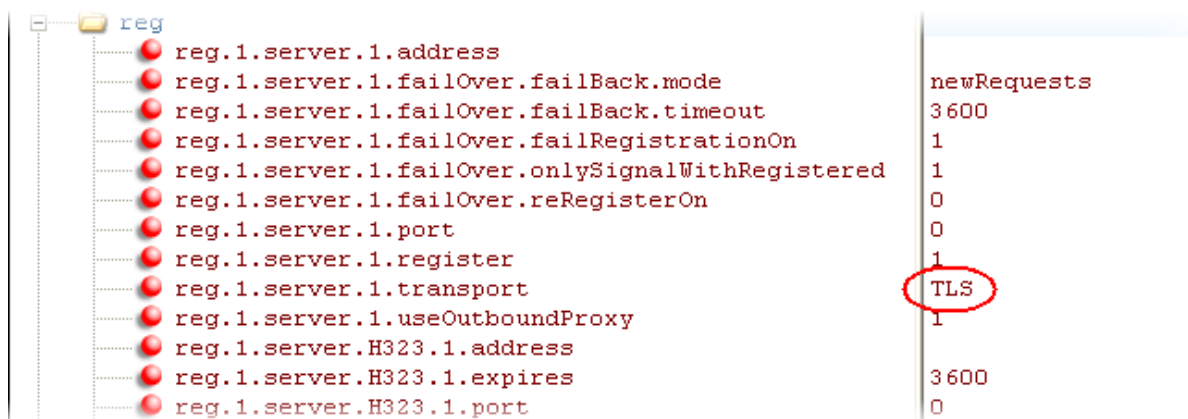 reg
reg.1.server.1.address
reg.1.server.1.failOver.failBack.mode newRequests
reg.1.server.1.failOver.failBack.timeout 3600
reg.1.server.1.failOver.failRegistrationOn 1
reg.1.server.1.failOver.onlySignalWithRegistered 1
reg.1.server.1.failOver.reRegisterOn 0
reg.1.server.1.port 0
reg.1.server.1.register 1
reg.1.server.1.transport TLS
reg.1.server.1.useOutboundProxy 1
reg.1.server.H323.1.address
reg.1.server.H323.1.expires 3600
reg.1.server.H323.1.port 0